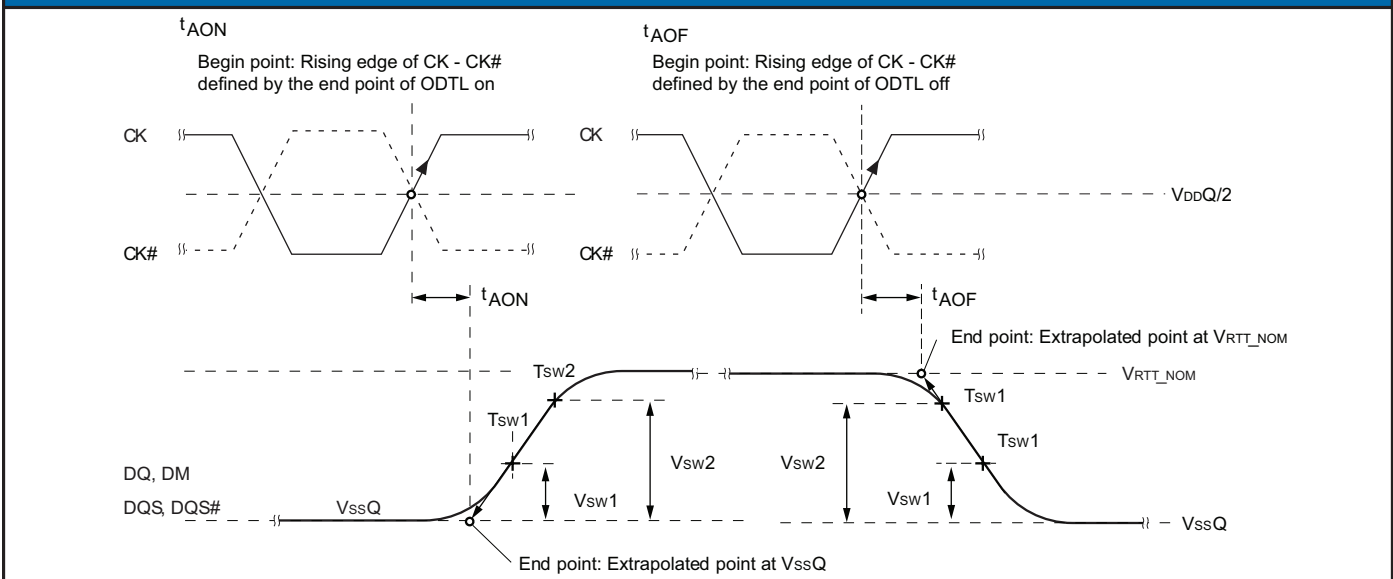 tAON
Begin point: Rising edge of CK - CK#
defined by the end point of ODTL on
tAOF
Begin point: Rising edge of CK - CK#
defined by the end point of ODTL off
CK
CK
VDDQ/2
CK#
CK#
tAON
tAOF
End point: Extrapolated point at VRTT_NOM
TSW2
VRTT_NOM
TSW1
TSW1
TSW1
VSW2
VSW2
DQ, DM
VSW1
VSW1
DQS, DQS#
VSSQ
VSSQ
End point: Extrapolated point at VSSQ